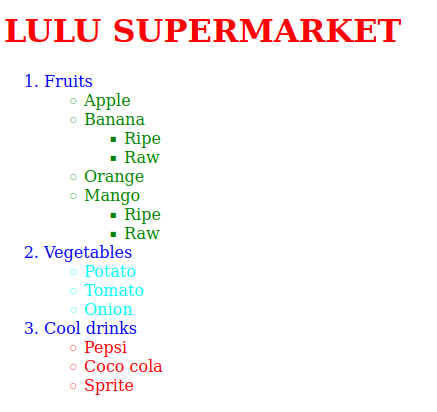 LULU SUPERMARKET
1. Fruits
Apple
Banana
Ripe
Raw
Orange
Mango
Ripe
Raw
2. Vegetables
Potato
Tomato
Onion
3. Cool drinks
Pepsi
Coco cola
Sprite